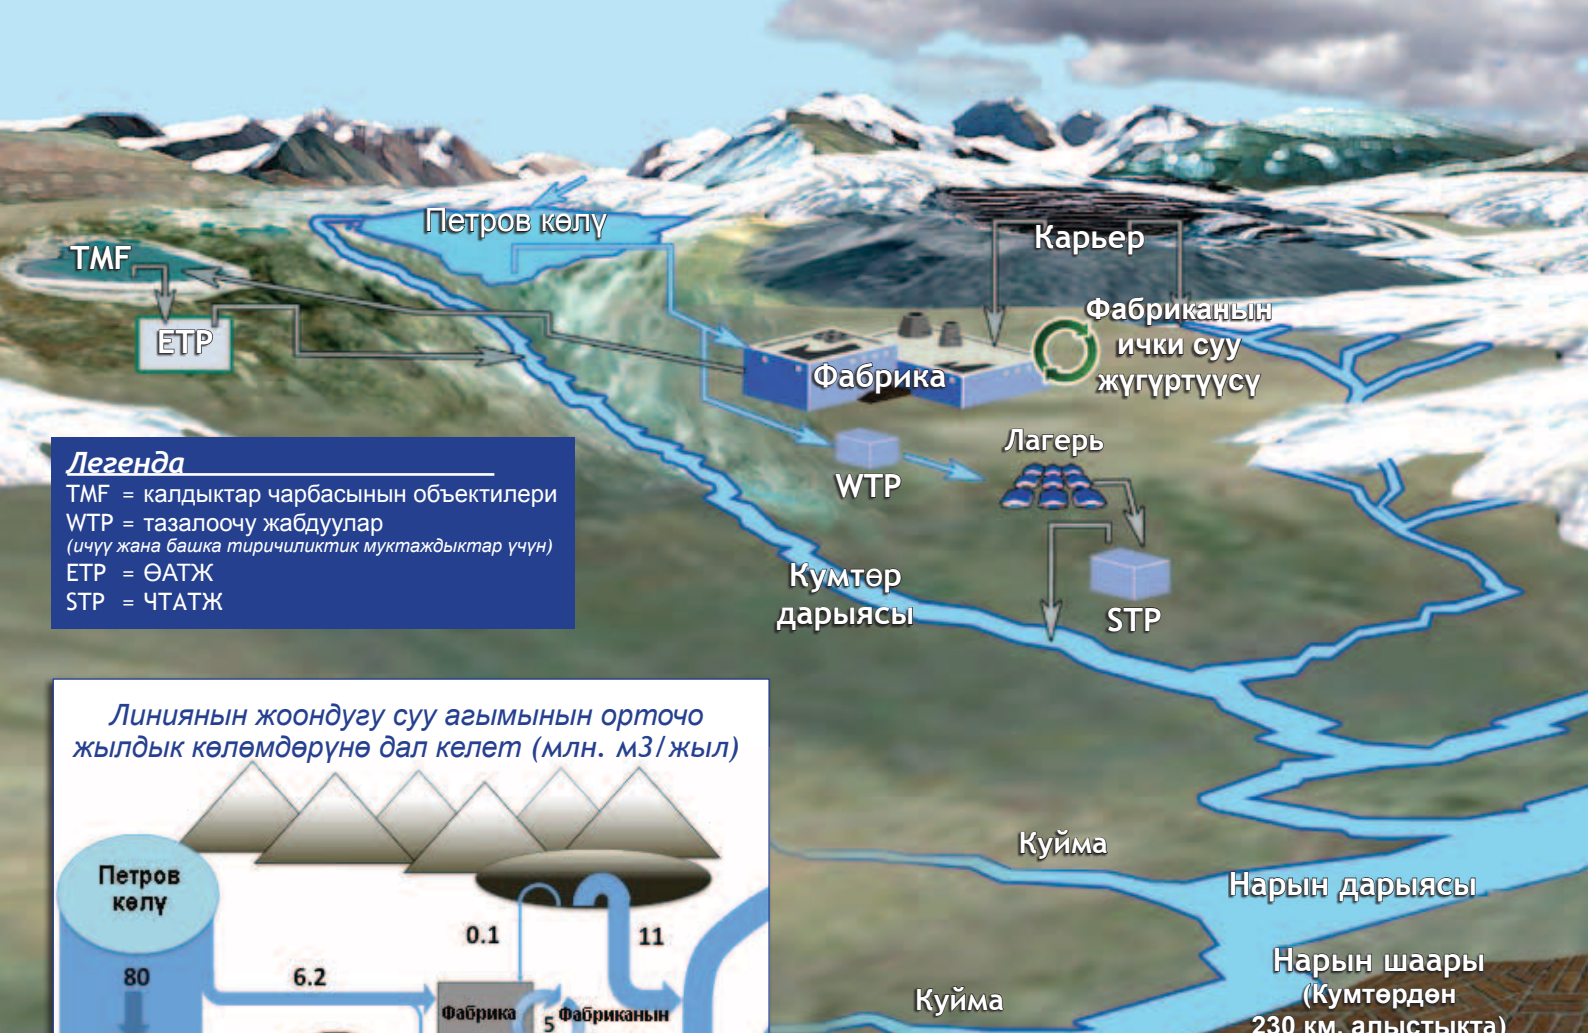 Петров көлү
TMF
Карьер
ETP
Фабриканын
ички суу
жүгүртүүсү
Фабрика
Лагерь
WTP
Легенда
TMF = калдыктар чарбасынын объектилери
WTP = тазалоочу жабдуулар
(ичүү жана башка тиричиликтик муктаждыктар үчүн)
ETP = ӨАТЖ
STP = ЧТАТЖ
Кумтөр
дарыясы
STP
Линиянын жоондугу суу агымынын орточо
жылдык көлөмдөрүнө дал келет (млн. м3/жыл)
Петров
көлү
80
6.2
0.1
11
Фабрика
5
Фабриканын
Куйма
Нарын дарыясы
Нарын шаары
(Кумтөрдөн
230 км. алыстыкта)
Куйма